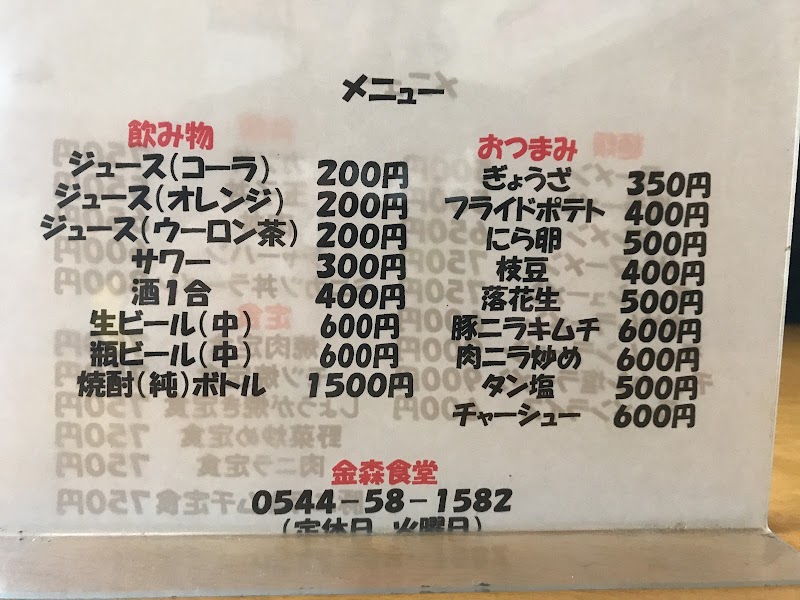 メニュー
飲み物
ジュース(コーラ) 200円
ジュース(オレンジ) 200円
ジュース(ウーロン茶) 200円
サワー 300円
酒1合 400円
生ビール(中) 600円
瓶ビール(中) 600円
焼酎(純)ボトル 1500円
おつまみ
ぎょうざ 350円
フライドポテト 400円
にら卵 500円
枝豆 400円
落花生 500円
豚ニラキムチ 600円
肉ニラ炒め 600円
タン塩 500円
チャーシュー 600円
金森食堂
0544-58-1582
(定休日 火曜日)